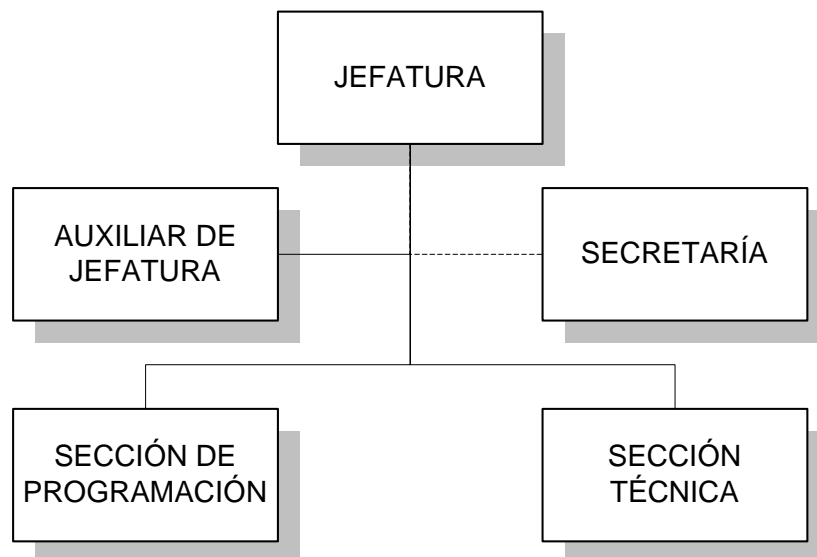 JEFATURA
AUXILIAR DE
JEFATURA
SECRETARÍA
SECCIÓN DE
PROGRAMACIÓN
SECCIÓN
TÉCNICA